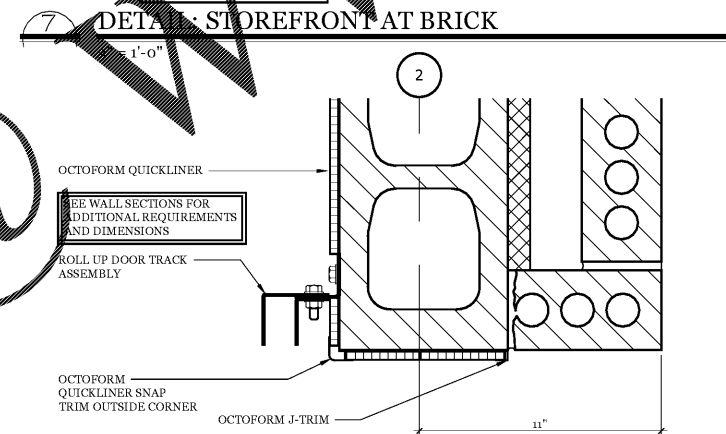 7
DETAIL: STOREFRONT AT BRICK
= 1'-0"
2
OCTOFORM QUICKLINER
SEE WALL SECTIONS FOR
ADDITIONAL REQUIREMENTS
AND DIMENSIONS
ROLL UP DOOR TRACK
ASSEMBLY
OCTOFORM
QUICKLINER SNAP
TRIM OUTSIDE CORNER
OCTOFORM J-TRIM
11"